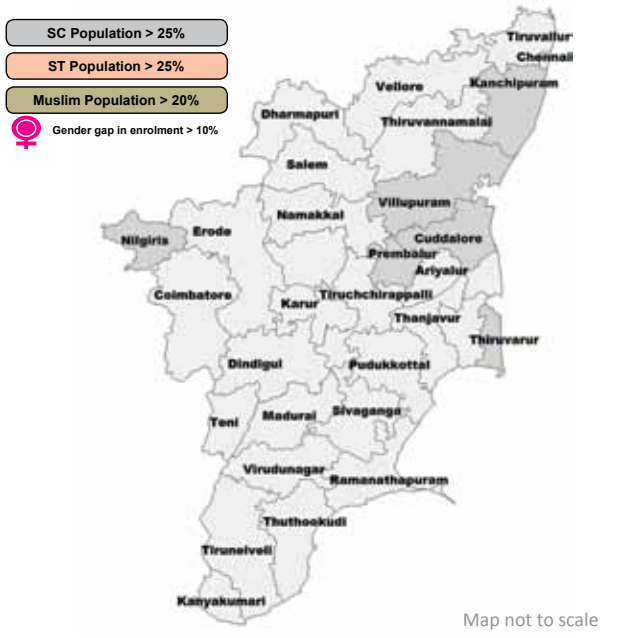 SC Population > 25%
ST Population > 25%
Muslim Population > 20%
Gender gap in enrolment > 10%
Tiruvallur
Chennai
Kanchipuram
Vellore
Dharmapuri
Thiruvannamalai
Salem
Villupuram
Namakkal
Nilgiris
Erode
Cuddalore
Prembalur
Ariyalur
Coimbatore
Karur
Tiruchchirappalli
Thanjavur
Thiruvarur
Dindigul
Pudukkottai
Teni
Madurai
Sivaganga
Virudunagar
Ramanathapuram
Thuthookudi
Tirunelveli
Kanyakumari
Map not to scale